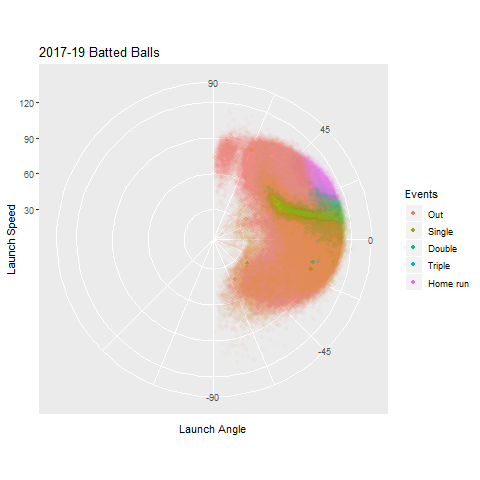 2017-19 Batted Balls
90
120
45
90
60
30
0
-45
-90
Launch Speed
Launch Angle
Events
Out
Single
Double
Triple
Home run